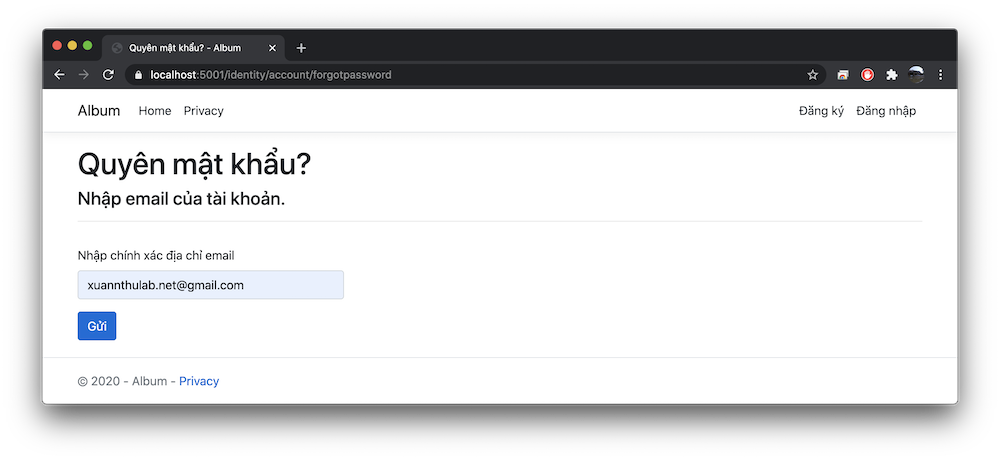 Quyên mật khẩu? - Album
localhost:5001/identity/account/forgotpassword
Album Home Privacy Đăng ký Đăng nhập
Quyên mật khẩu?
Nhập email của tài khoản.
Nhập chính xác địa chỉ email
xuannthulab.net@gmail.com
Gửi
© 2020 - Album - Privacy